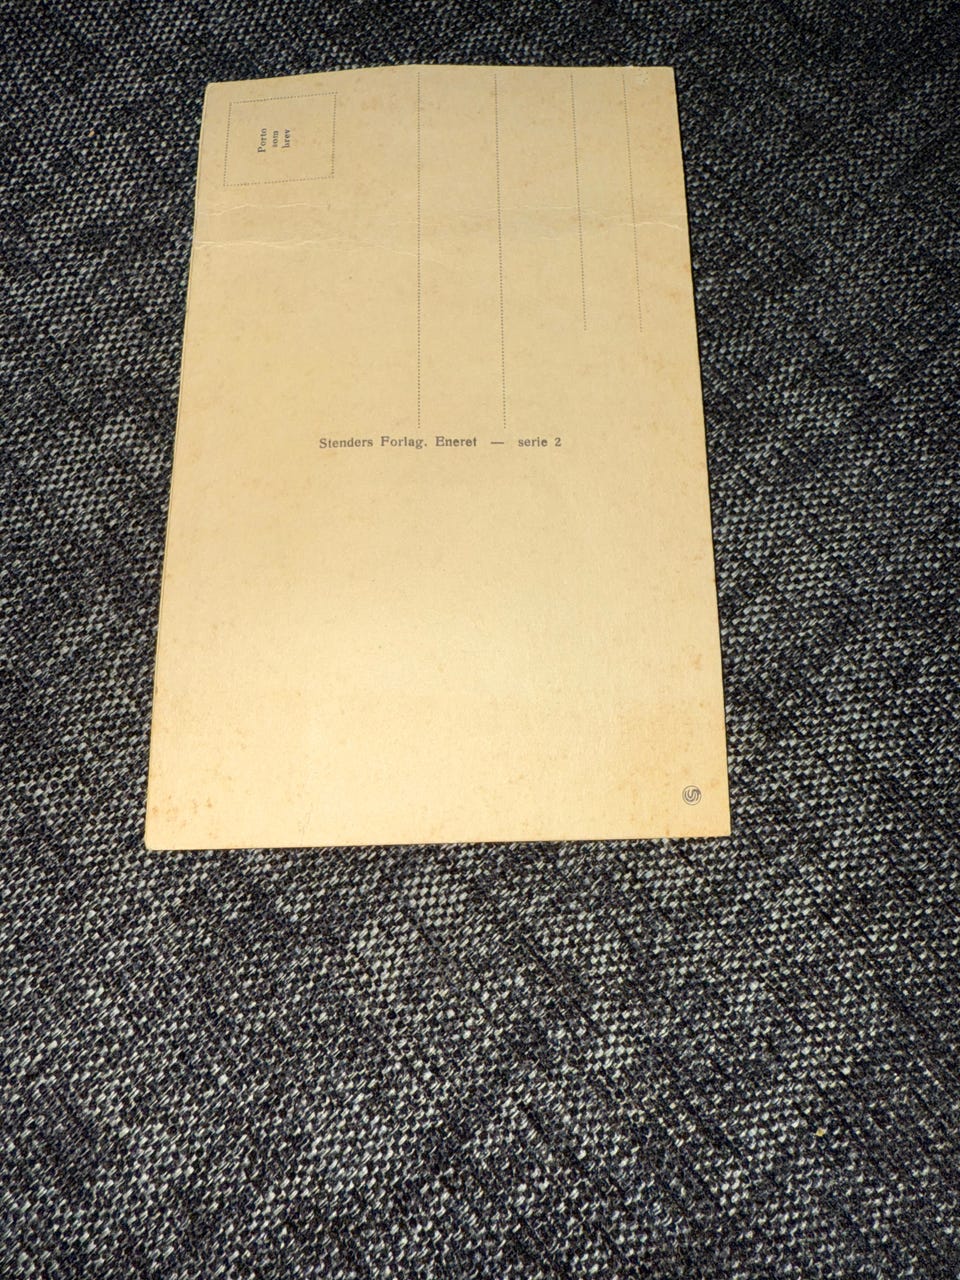 Porto
som
brev
Stenders Forlag. Eneret — serie 2